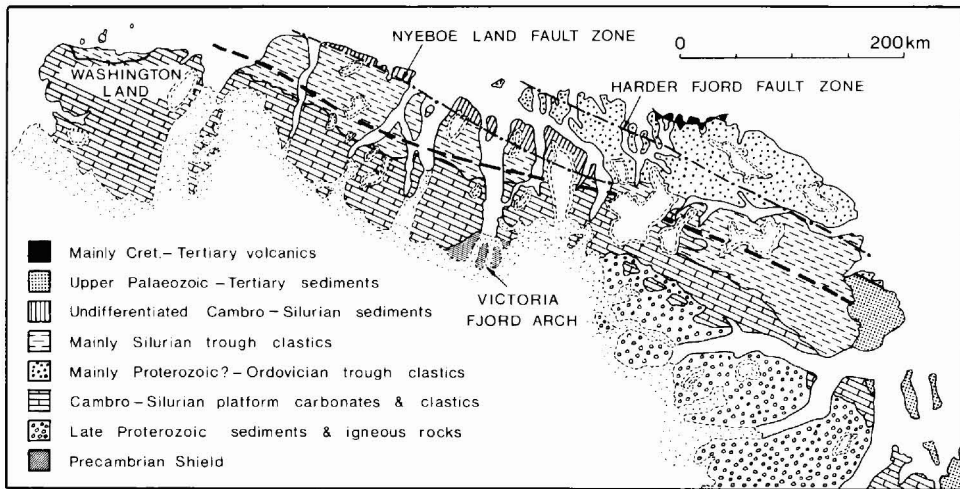 NYEBOE LAND FAULT ZONE
0 200km
WASHINGTON
LAND
HARDER FJORD FAULT ZONE
VICTORIA
FJORD ARCH
Mainly Cret.– Tertiary volcanics
Upper Palaeozoic – Tertiary sediments
Undifferentiated Cambro – Silurian sediments
Mainly Silurian trough clastics
Mainly Proterozoic? – Ordovician trough clastics
Cambro – Silurian platform carbonates & clastics
Late Proterozoic sediments & igneous rocks
Precambrian Shield